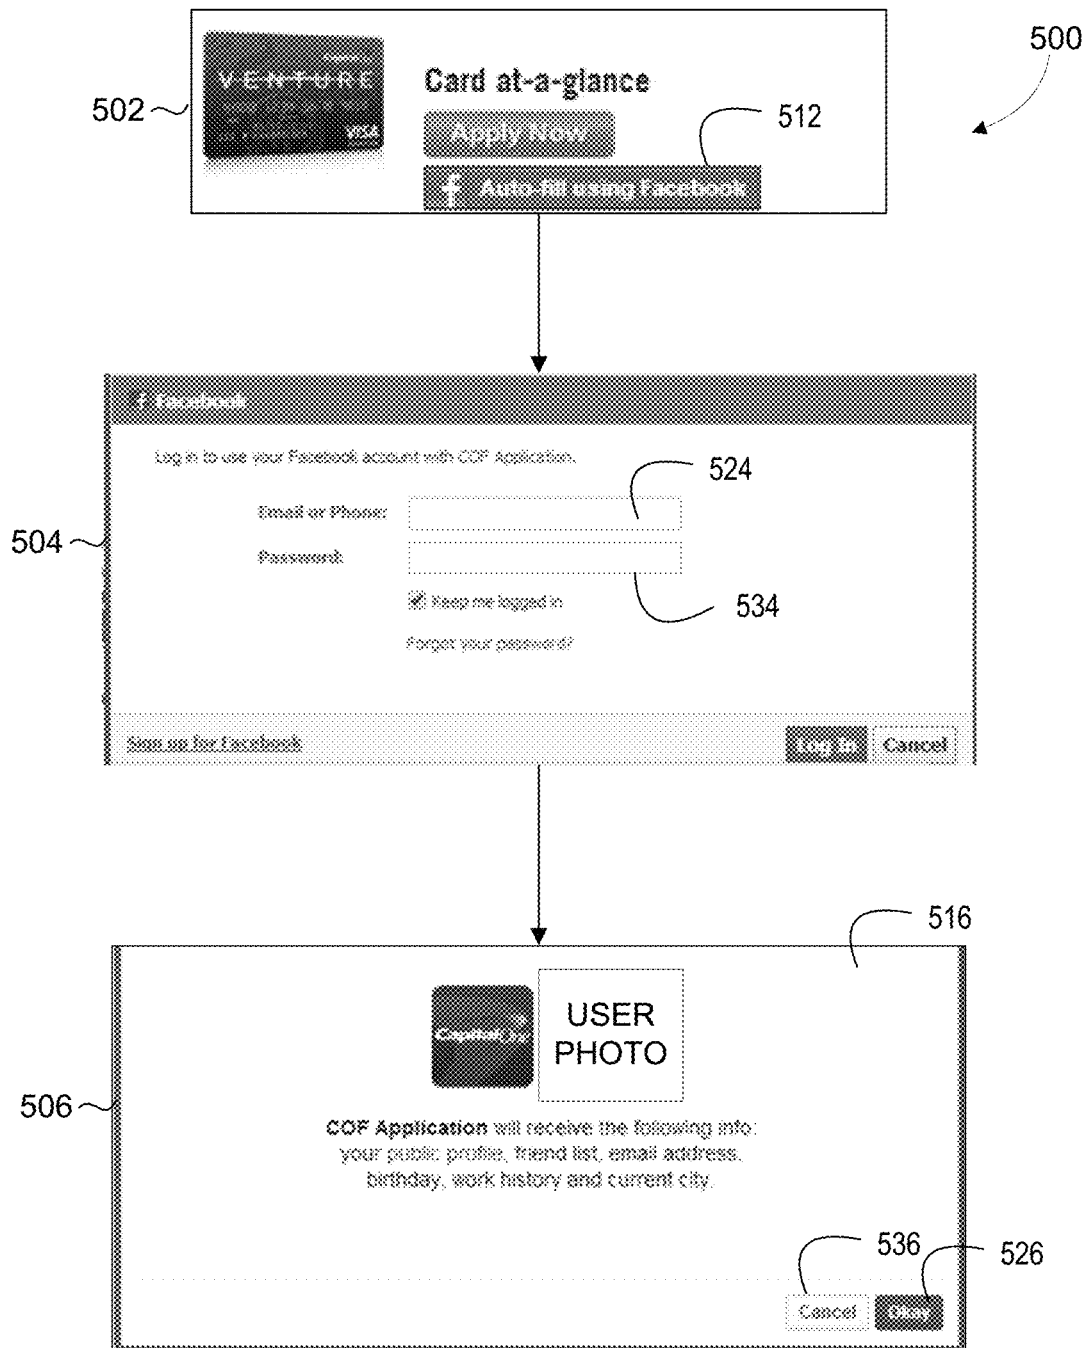 500
502
VENTURE
VISA
Card at-a-glance
Apply Now
512
f Auto-fill using Facebook
f Facebook
Log in to use your Facebook account with COF Application.
524
Email or Phone:
504
Password:
534
Keep me logged in
Forgot your password?
Sign up for Facebook
Log In Cancel
516
Capital
USER
PHOTO
506
COF Application will receive the following info:
your public profile, friend list, email address,
birthday, work history and current city.
536
526
Cancel Okay